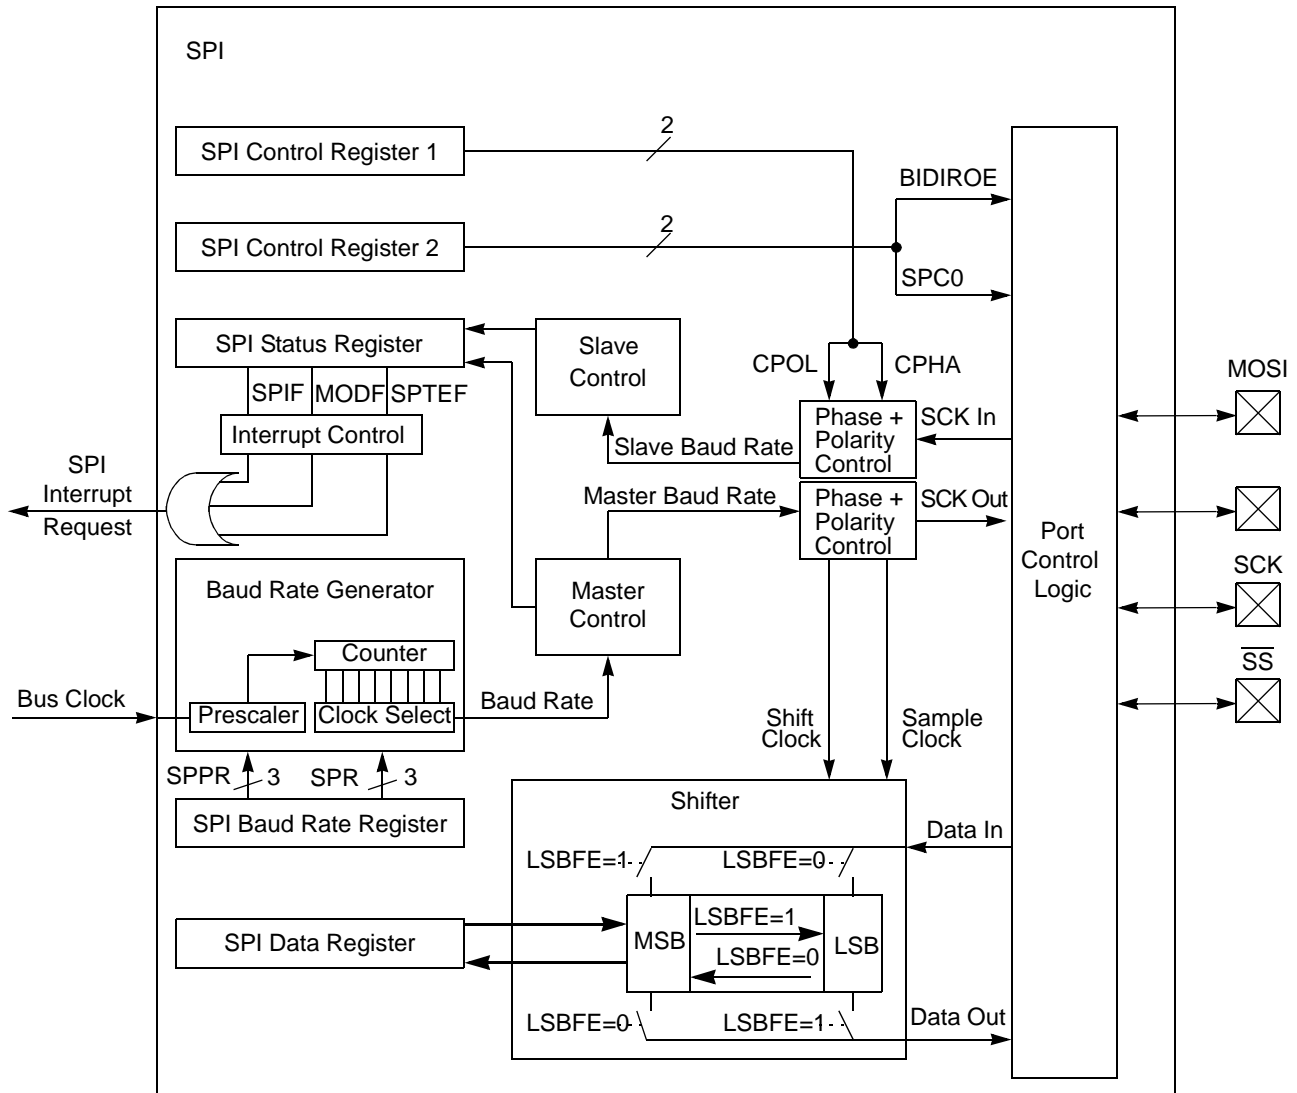 SPI
SPI Control Register 1
2
BIDIROE
SPI Control Register 2
2
SPC0
SPI Status Register
Slave
Control
CPOL
CPHA
MOSI
SPIF
MODF
SPTEF
Interrupt Control
Phase +
Polarity
Control
SCK In
Slave Baud Rate
SPI
Interrupt
Request
Master Baud Rate
Phase +
Polarity
Control
SCK Out
Port
Control
Logic
SCK
Baud Rate Generator
Master
Control
Counter
SS
Bus Clock
Prescaler
Clock Select
Baud Rate
Shift
Clock
Sample
Clock
SPPR
3
SPR
3
SPI Baud Rate Register
Shifter
Data In
LSBFE=1
LSBFE=0
SPI Data Register
MSB
LSBFE=1
LSBFE=0
LSB
LSBFE=0
LSBFE=1
Data Out